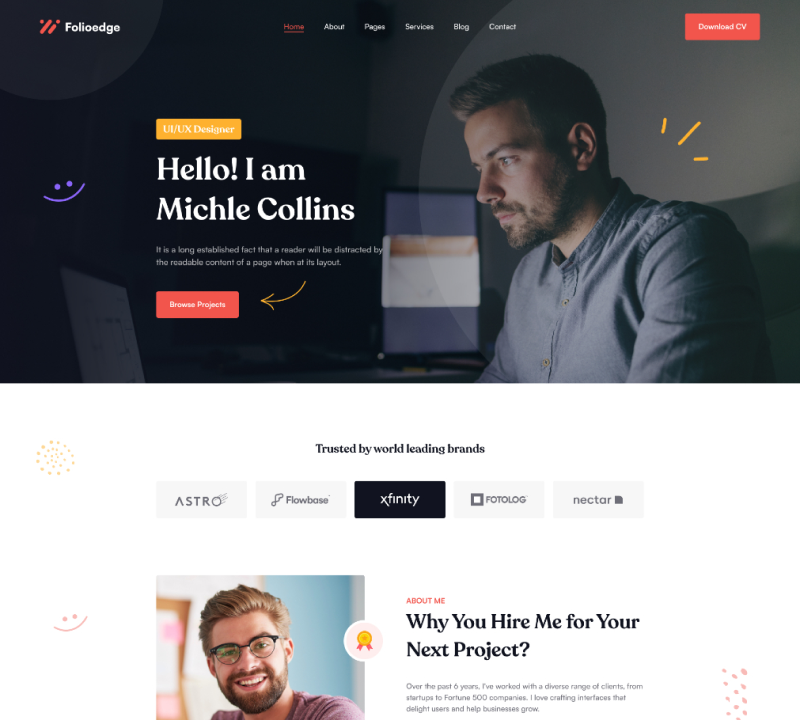 Folioedge
Home
About
Pages
Services
Blog
Contact
Download CV
UI/UX Designer
Hello! I am
Michle Collins
It is a long established fact that a reader will be distracted by
the readable content of a page when at its layout.
Browse Projects
Trusted by world leading brands
ASTRO
Flowbase
xfinity
FOTOLOG
nectar
ABOUT ME
Why You Hire Me for Your
Next Project?
Over the past 6 years, I've worked with a diverse range of clients, from
startups to Fortune 500 companies. I love crafting interfaces that
delight users and help businesses grow.